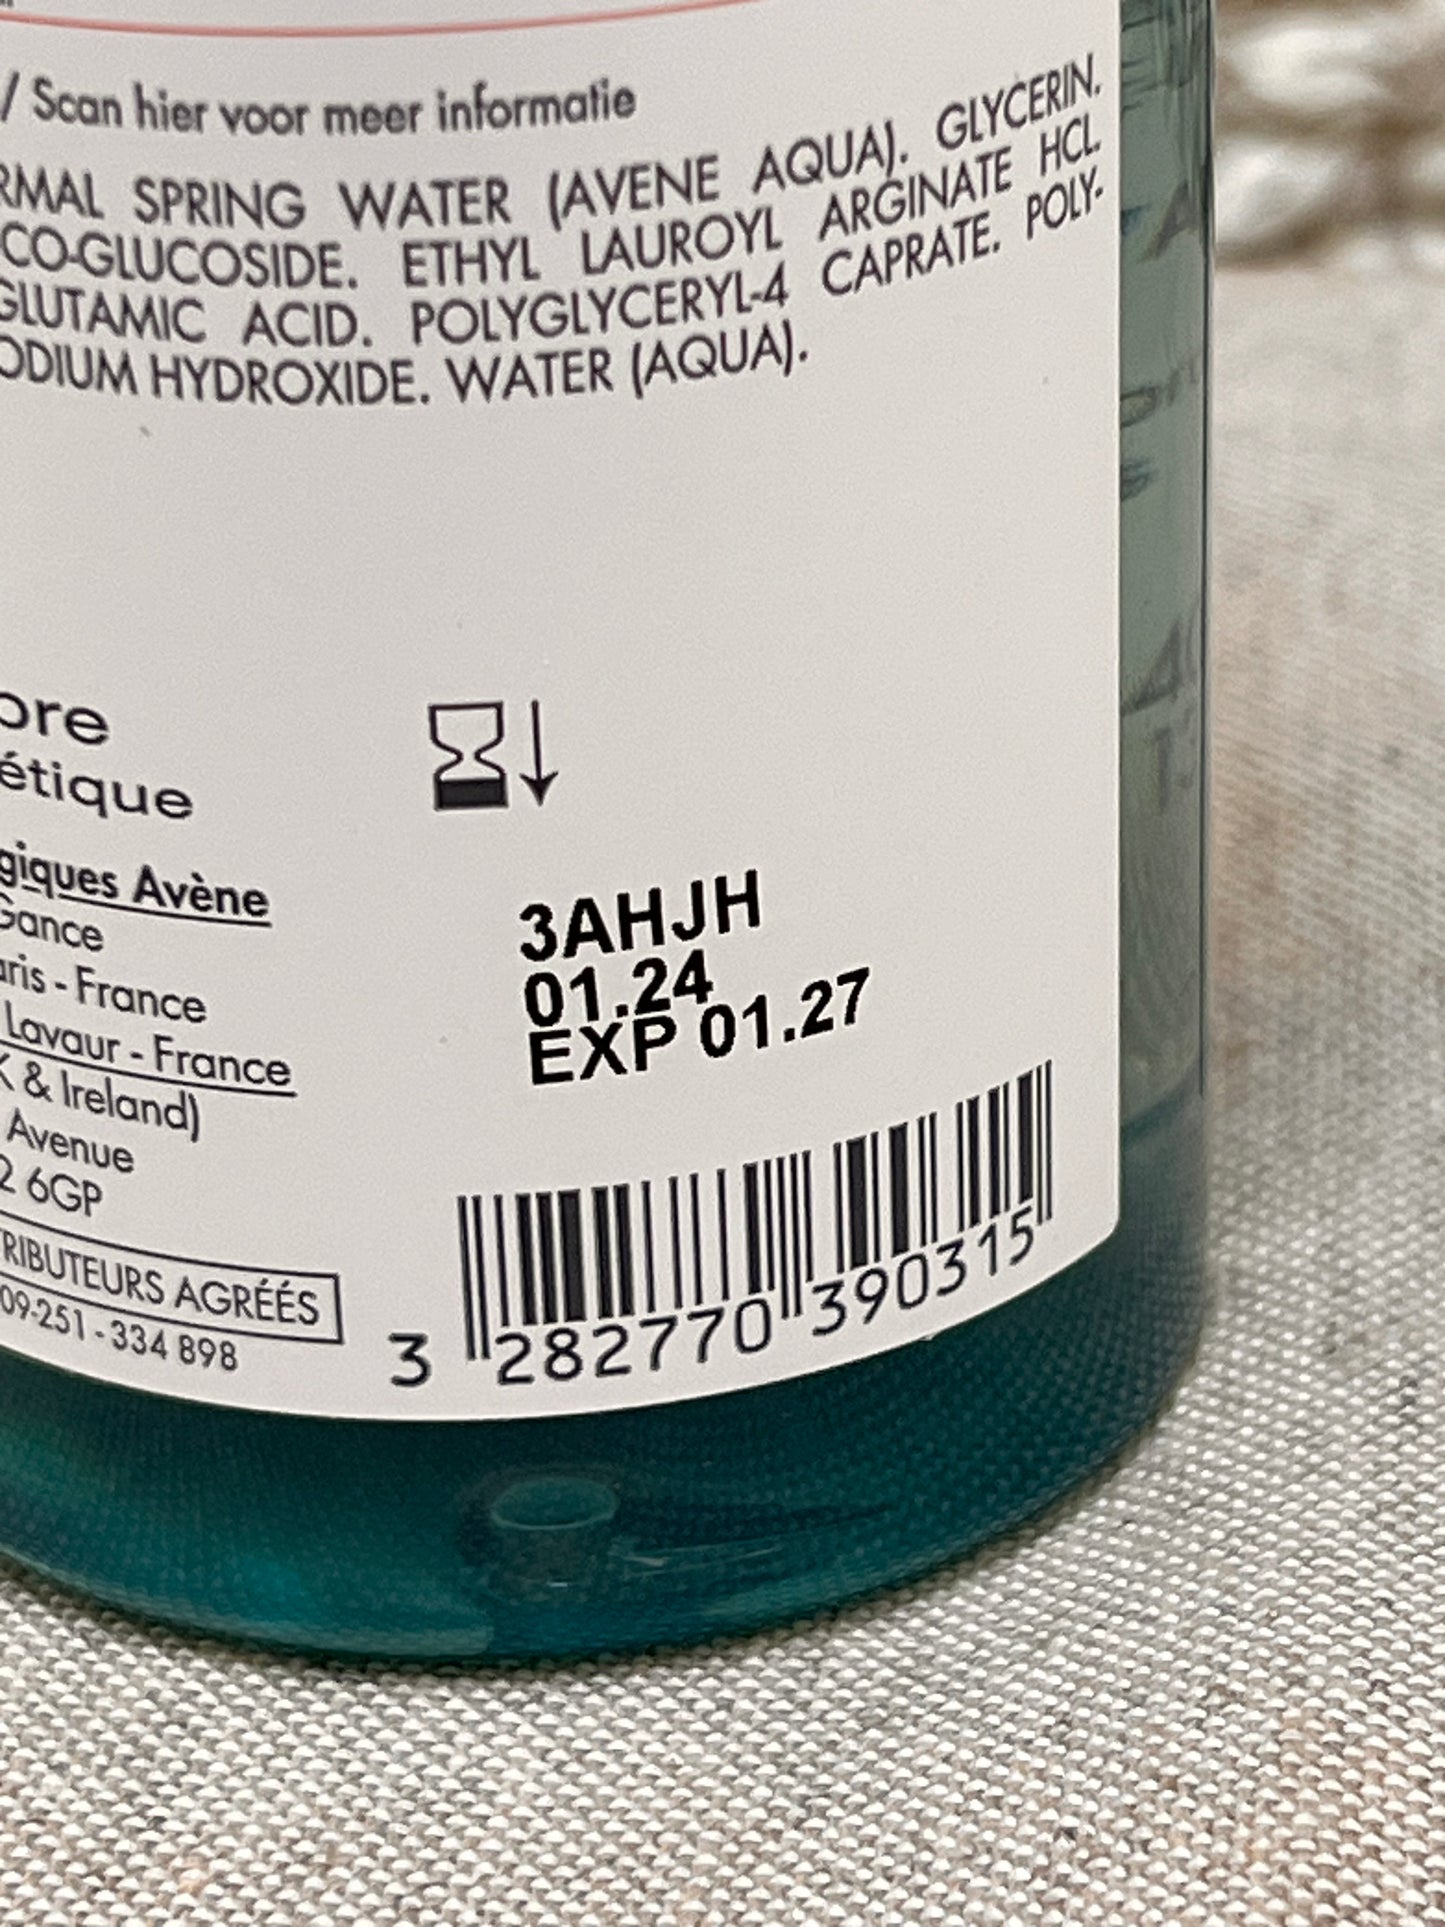 / Scan hier voor meer informatie
RMAL SPRING WATER (AVENE AQUA). GLYCERIN.
CO-GLUCOSIDE. ETHYL LAUROYL ARGINATE HCL.
GLUTAMIC ACID. POLYGLYCERYL-4 CAPRATE. POLY-
ODIUM HYDROXIDE. WATER (AQUA).
ore
étique
giques Avène
Gance
aris - France
Lavaur - France
K & Ireland)
Avenue
2 6GP
TRIBUTEURS AGRÉÉS
09-251 - 334 898
3AHJH
01.24
EXP 01.27
3 282770 390315